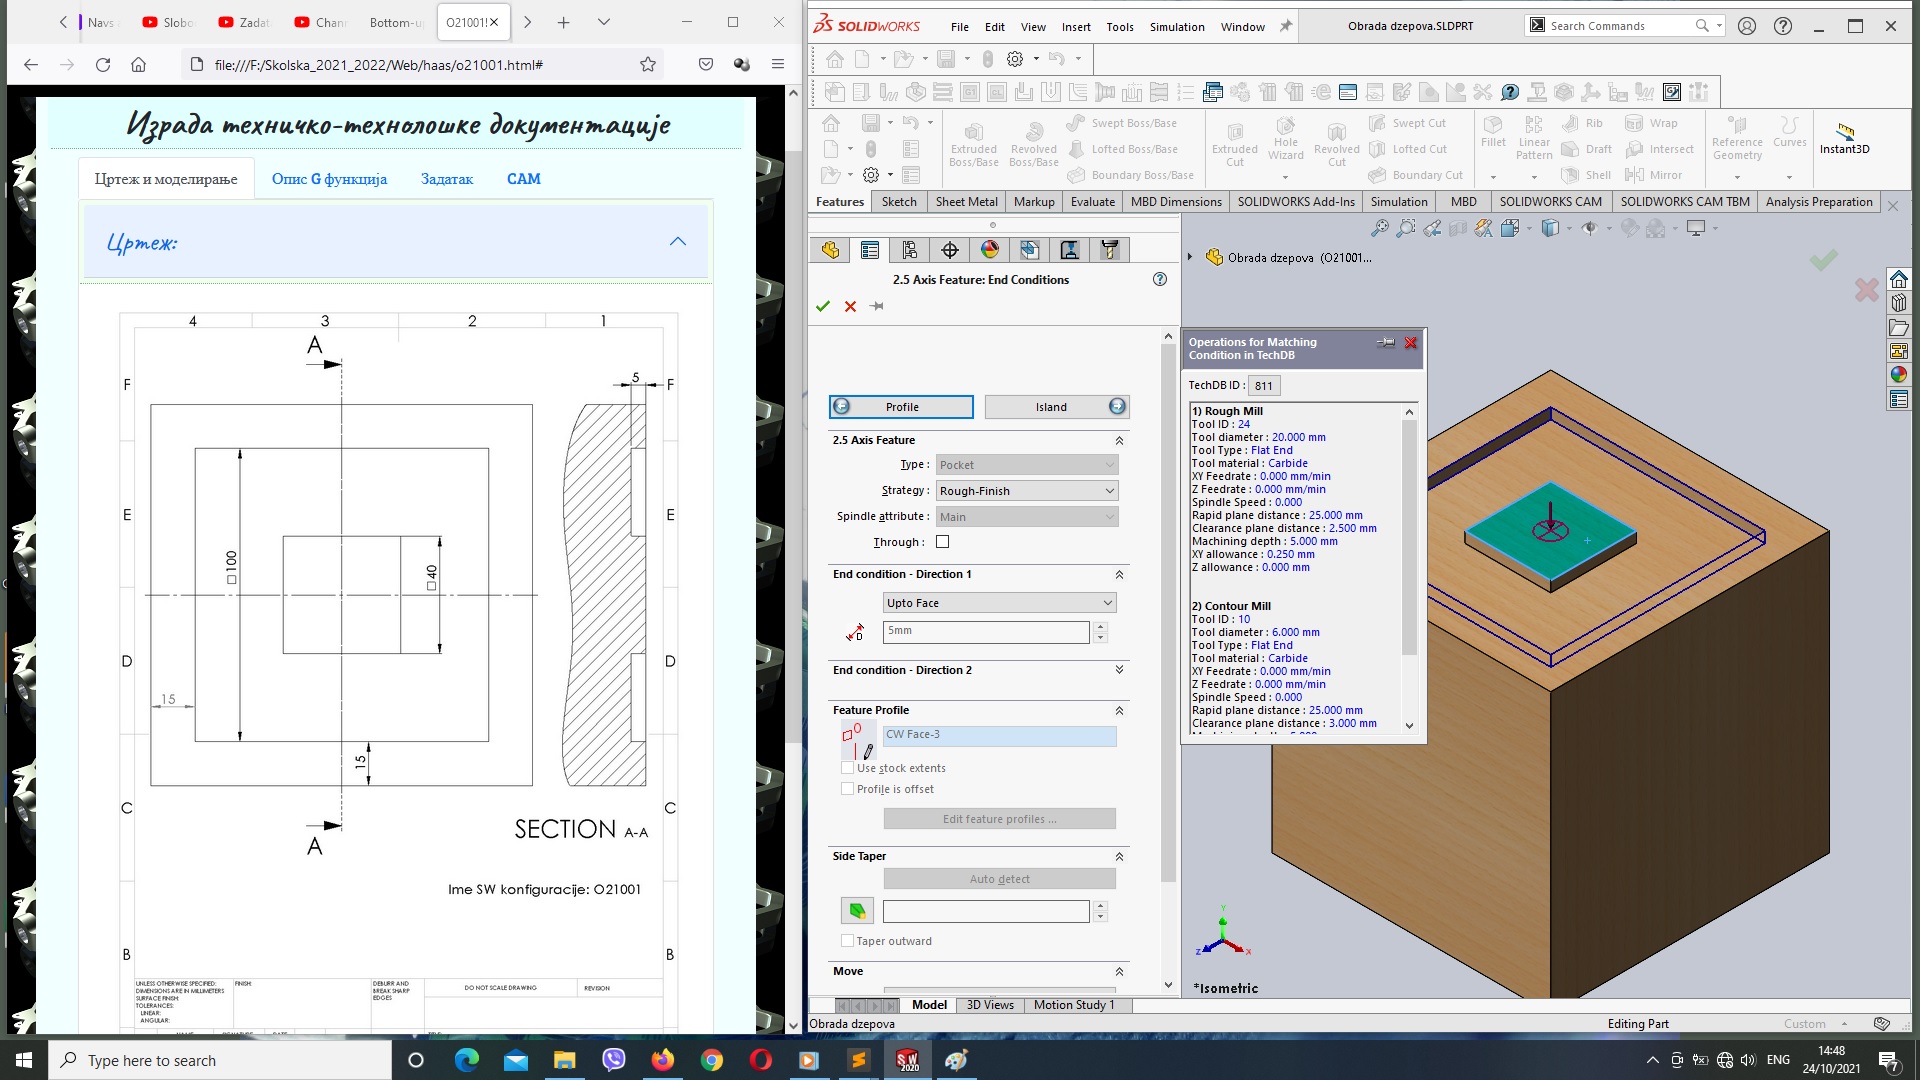 Navs
Slobo
Zadat
Chann
Bottom-u
O21001!
file:///F:/Skolska_2021_2022/Web/haas/o21001.html#
Израда техничко-технолошке документације
Цртеж и моделирање
Опис G функција
Задатак
CAM
Цртеж:
4 3 2 1
A
5
F F
E E
□100
□40
D D
15
15
C C
A
SECTION A-A
Ime SW konfiguracije: O21001
B B
UNLESS OTHERWISE SPECIFIED:
DIMENSIONS ARE IN MILLIMETERS
SURFACE FINISH:
TOLERANCES:
LINEAR:
ANGULAR:
FINISH:
DEBURR AND
BREAK SHARP
EDGES
DO NOT SCALE DRAWING
REVISION
SOLIDWORKS
File Edit View Insert Tools Simulation Window
Obrada dzepova.SLDPRT
Search Commands
Extruded
Boss/Base
Revolved
Boss/Base
Swept Boss/Base
Lofted Boss/Base
Boundary Boss/Base
Extruded
Cut
Hole
Wizard
Revolved
Cut
Swept Cut
Lofted Cut
Boundary Cut
Fillet
Linear
Pattern
Rib
Draft
Shell
Wrap
Intersect
Mirror
Reference
Geometry
Curves
Instant3D
Features Sketch Sheet Metal Markup Evaluate MBD Dimensions SOLIDWORKS Add-Ins Simulation MBD SOLIDWORKS CAM SOLIDWORKS CAM TBM Analysis Preparation
Obrada dzepova (O21001...
2.5 Axis Feature: End Conditions
Profile
Island
2.5 Axis Feature
Type : Pocket
Strategy : Rough-Finish
Spindle attribute : Main
Through :
End condition - Direction 1
Upto Face
D
5mm
End condition - Direction 2
Feature Profile
CW Face-3
Use stock extents
Profile is offset
Edit feature profiles ...
Side Taper
Auto detect
Taper outward
Move
Operations for Matching
Condition in TechDB
TechDB ID : 811
1) Rough Mill
Tool ID : 24
Tool diameter : 20.000 mm
Tool Type : Flat End
Tool material : Carbide
XY Feedrate : 0.000 mm/min
Z Feedrate : 0.000 mm/min
Spindle Speed : 0.000
Rapid plane distance : 25.000 mm
Clearance plane distance : 2.500 mm
Machining depth : 5.000 mm
XY allowance : 0.250 mm
Z allowance : 0.000 mm
2) Contour Mill
Tool ID : 10
Tool diameter : 6.000 mm
Tool Type : Flat End
Tool material : Carbide
XY Feedrate : 0.000 mm/min
Z Feedrate : 0.000 mm/min
Spindle Speed : 0.000
Rapid plane distance : 25.000 mm
Clearance plane distance : 3.000 mm
Y
Z X
*Isometric
Model 3D Views Motion Study 1
Obrada dzepova
Editing Part
Custom
Type here to search
SW
2020
ENG
14:48
24/10/2021
7